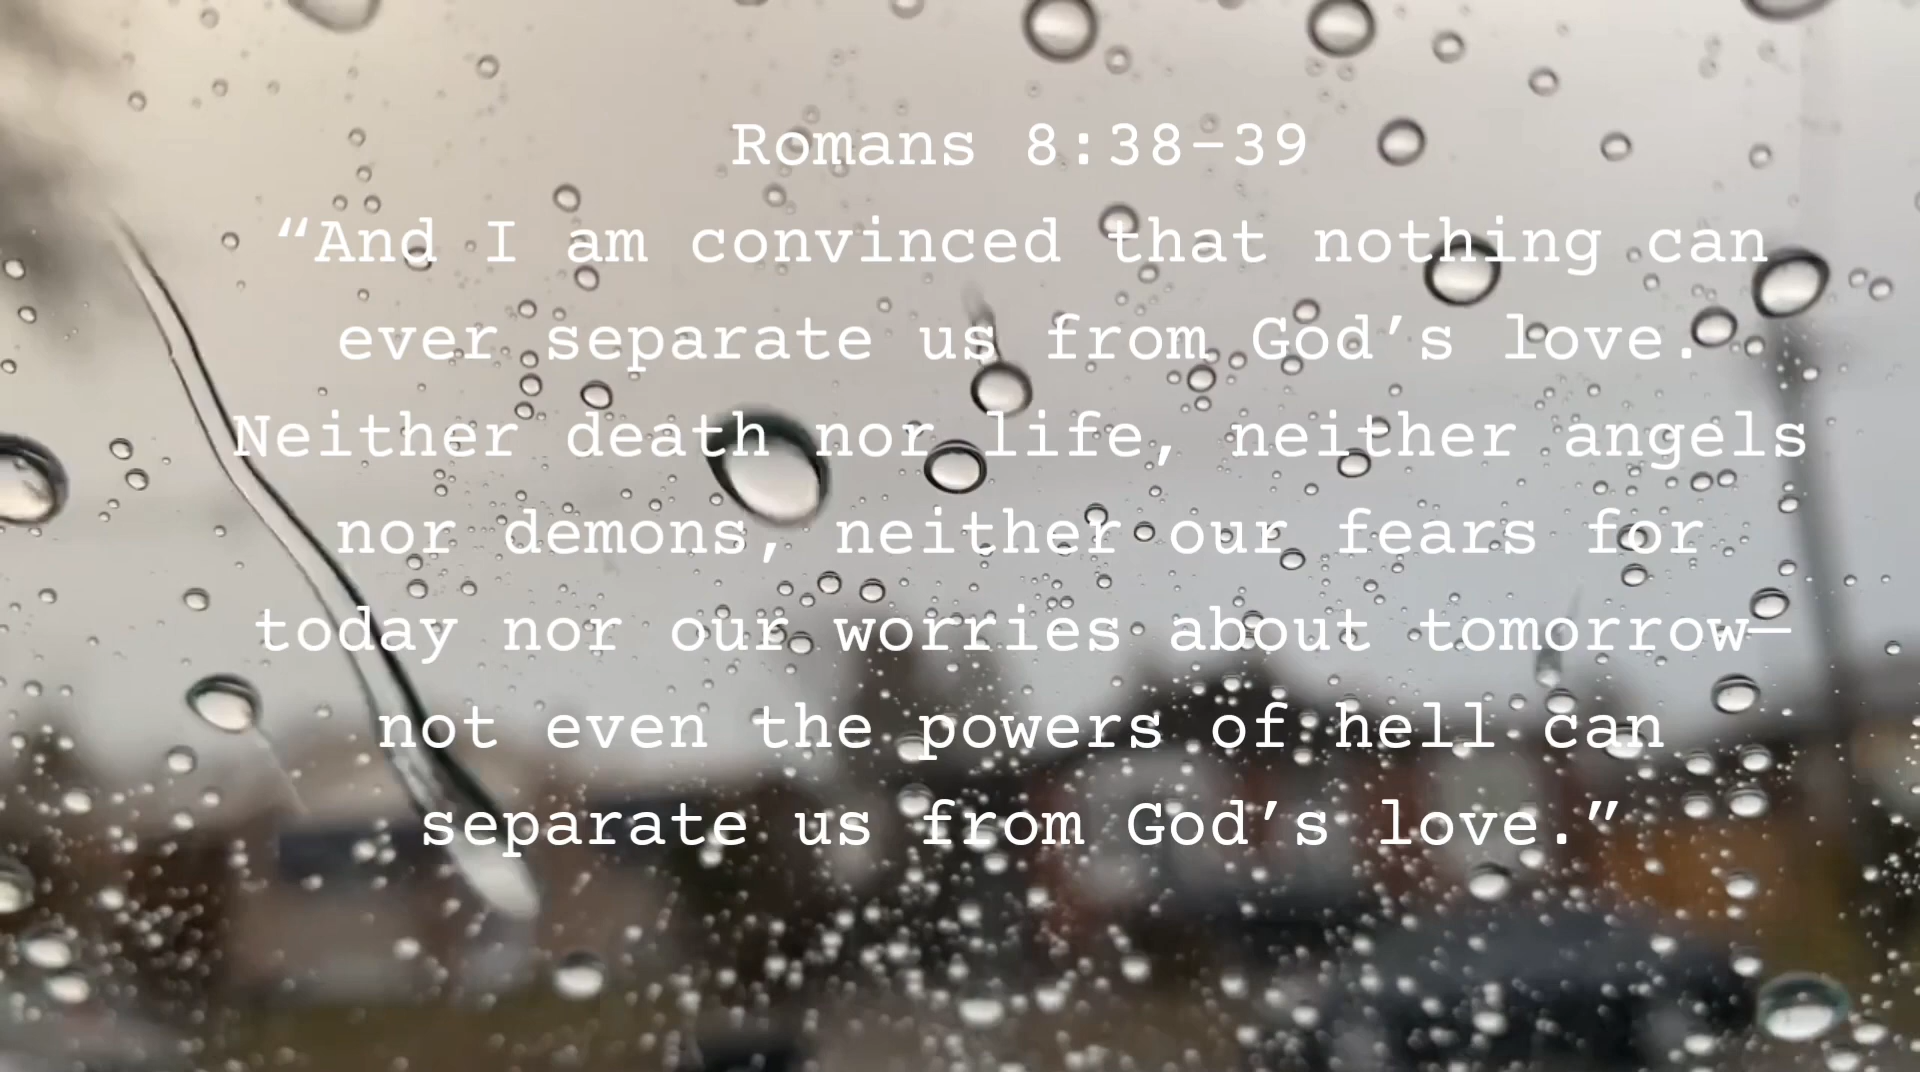 Romans 8:38-39
“And I am convinced that nothing can
ever separate us from God’s love.
Neither death nor life, neither angels
nor demons, neither our fears for
today nor our worries about tomorrow—
not even the powers of hell can
separate us from God’s love.”